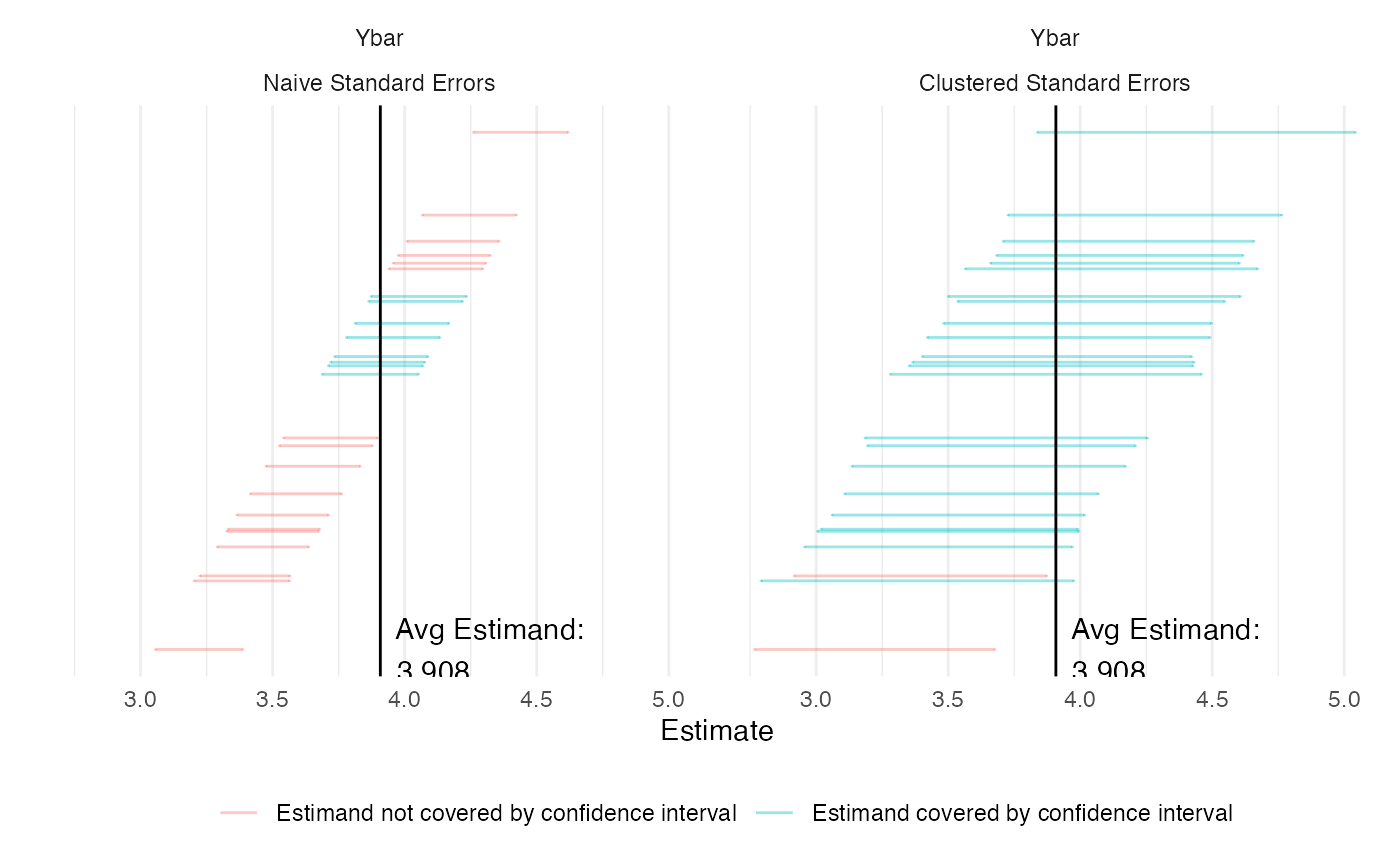 Ybar
Ybar
Naive Standard Errors
Clustered Standard Errors
Avg Estimand:
3.908
Avg Estimand:
3.908
3.0 3.5 4.0 4.5 5.0
3.0 3.5 4.0 4.5 5.0
Estimate
Estimand not covered by confidence interval
Estimand covered by confidence interval